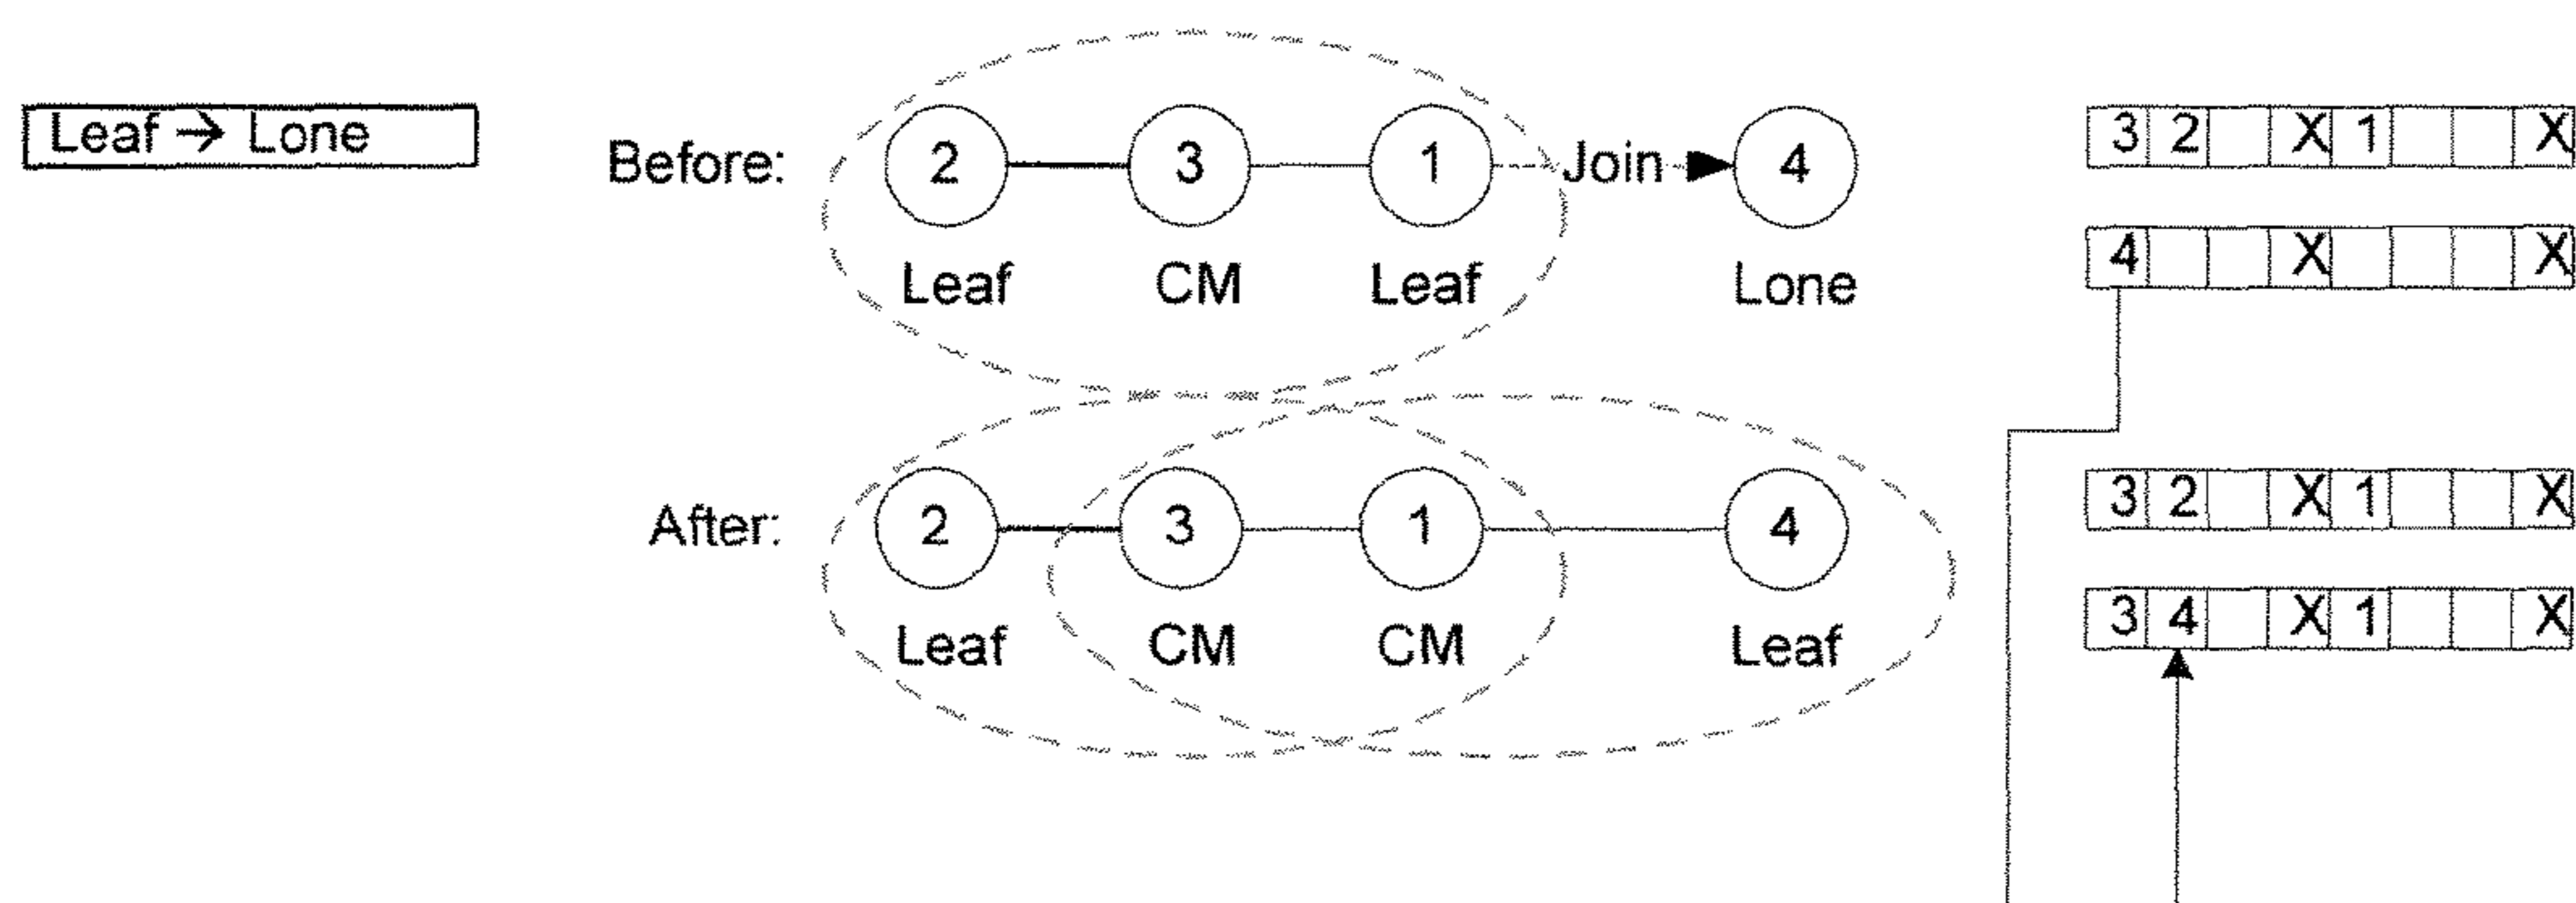 Leaf → Lone
Before: 2 3 1 Join 4
Leaf CM Leaf Lone
3 2 X 1 X
4 X X
After: 2 3 1 4
Leaf CM CM Leaf
3 2 X 1 X
3 4 X 1 X